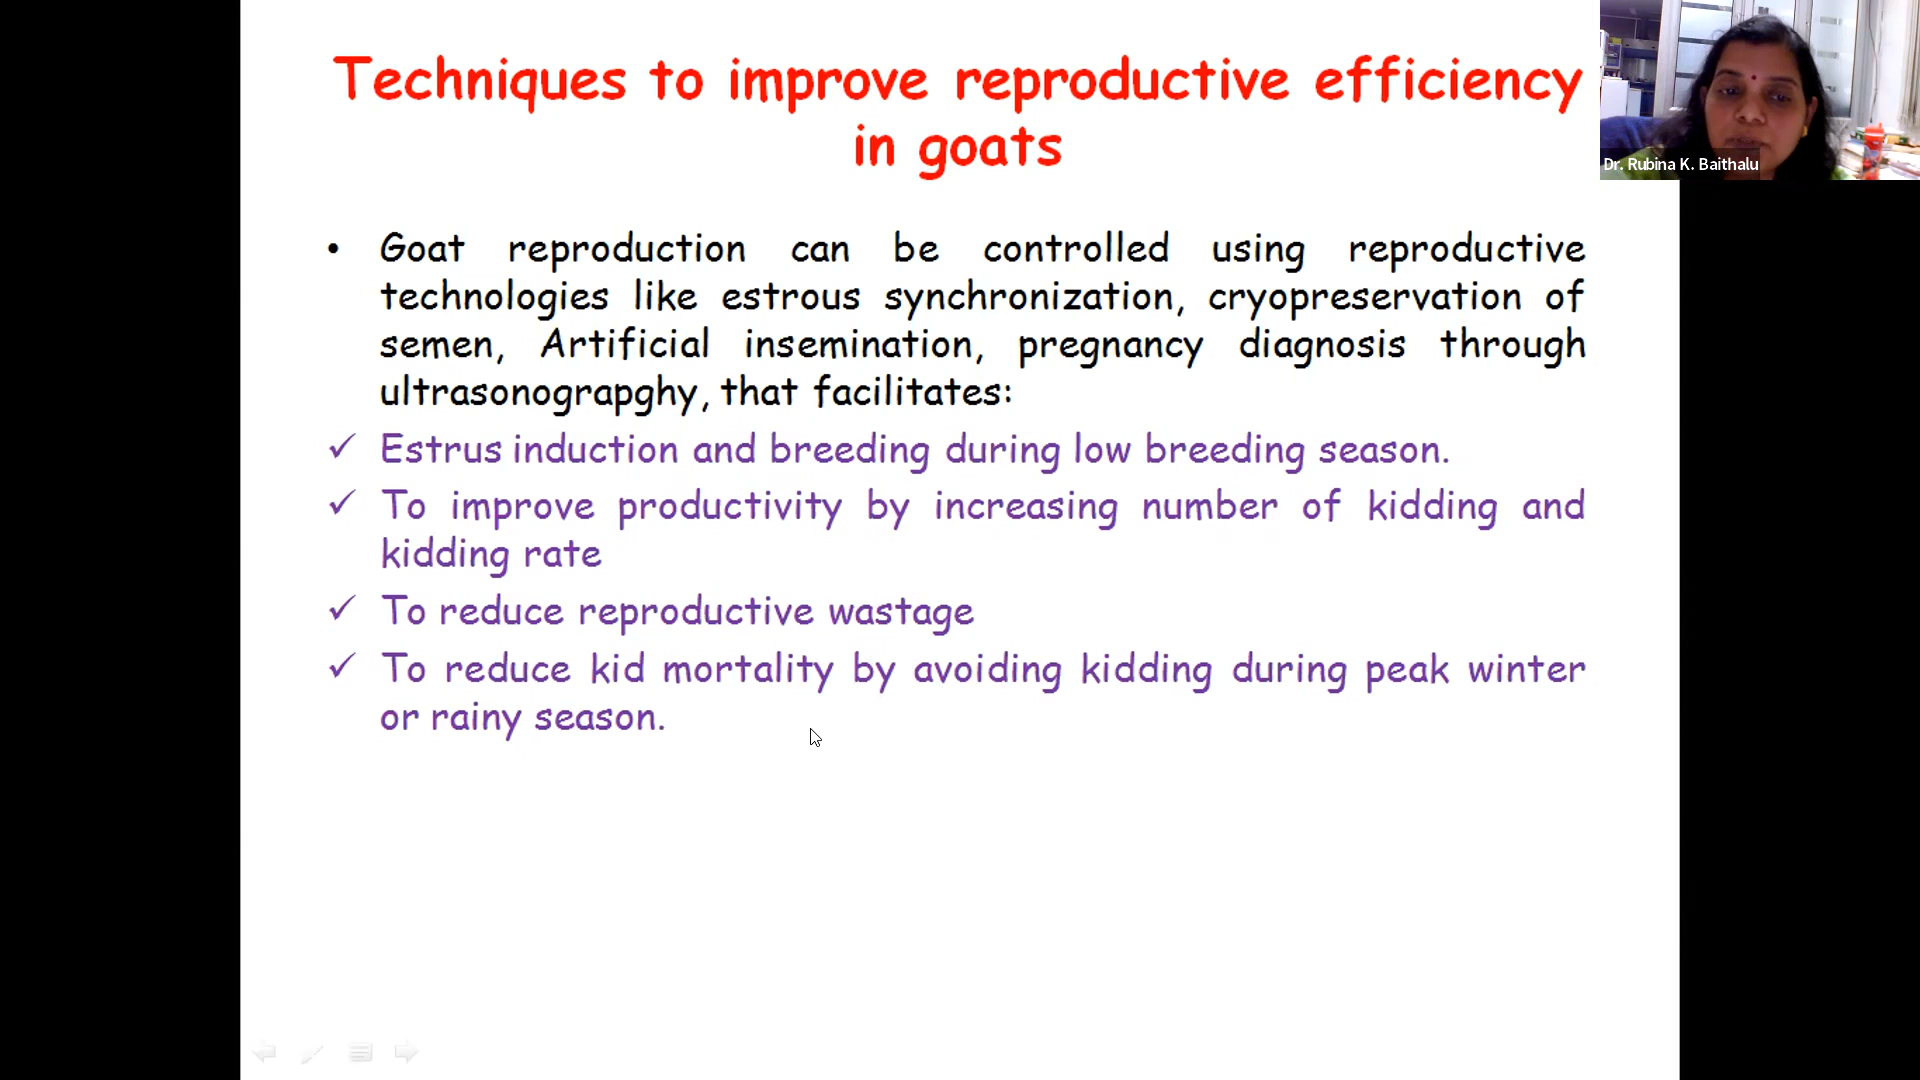 Techniques to improve reproductive efficiency
in goats
Dr. Rubina K. Baithalu
• Goat reproduction can be controlled using reproductive
technologies like estrous synchronization, cryopreservation of
semen, Artificial insemination, pregnancy diagnosis through
ultrasonograpghy, that facilitates:
✓ Estrus induction and breeding during low breeding season.
✓ To improve productivity by increasing number of kidding and
kidding rate
✓ To reduce reproductive wastage
✓ To reduce kid mortality by avoiding kidding during peak winter
or rainy season.